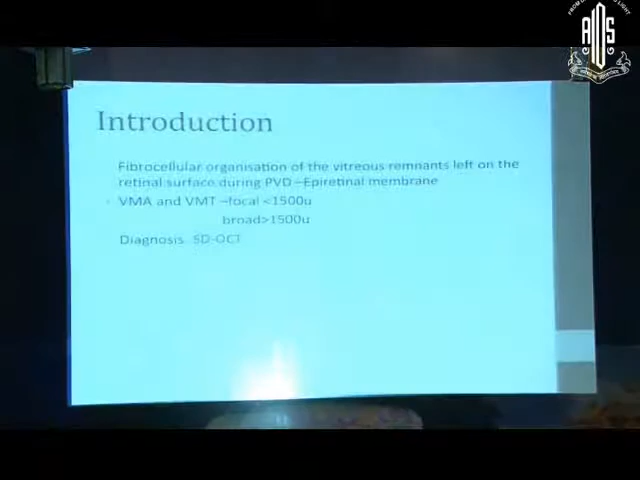 AIOS
Introduction
Fibrocellular organisation of the vitreous remnants left on the
retinal surface during PVD –Epiretinal membrane
VMA and VMT –focal <1500u
broad>1500u
Diagnosis SD-OCT